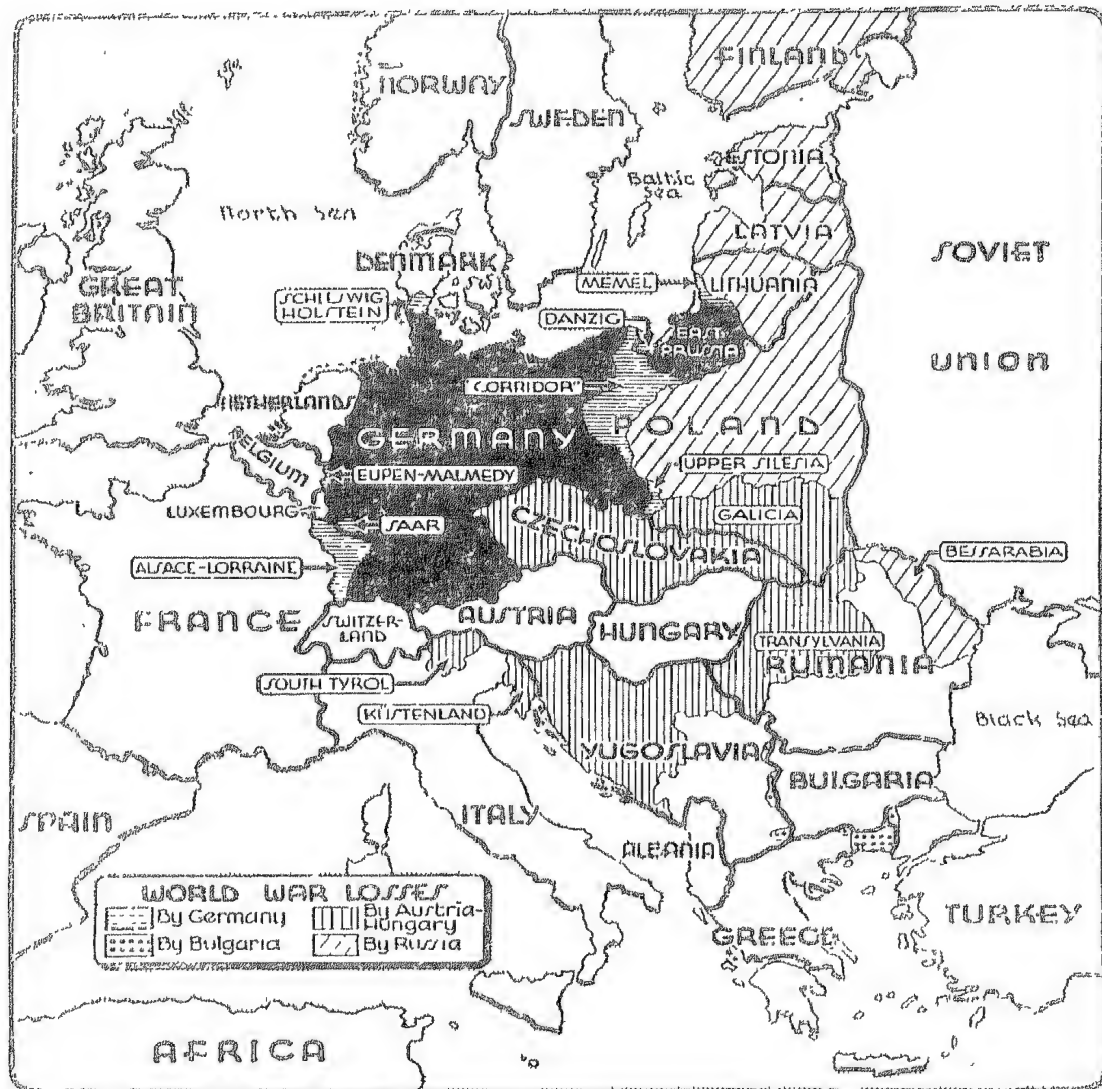 FINLAND
NORWAY
SWEDEN
ESTONIA
Baltic
Sea
North Sea
LATVIA
SOVIET
DENMARK
MEMEL
LITHUANIA
GREAT
BRITAIN
SCHLESWIG
HOLSTEIN
DANZIG
EAST
PRUSSIA
UNION
"CORRIDOR"
NETHERLANDS
GERMANY
POLAND
BELGIUM
EUPEN-MALMEDY
UPPER SILESIA
LUXEMBOURG
SAAR
CZECHOSLOVAKIA
GALICIA
BESSARABIA
ALSACE-LORRAINE
FRANCE
SWITZER-
LAND
AUSTRIA
HUNGARY
TRANSYLVANIA
RUMANIA
SOUTH TYROL
KÜSTENLAND
Black Sea
YUGOSLAVIA
BULGARIA
SPAIN
ITALY
ALBANIA
WORLD WAR LOSSES
By Germany
By Austria-
Hungary
By Bulgaria
By Russia
GREECE
TURKEY
AFRICA